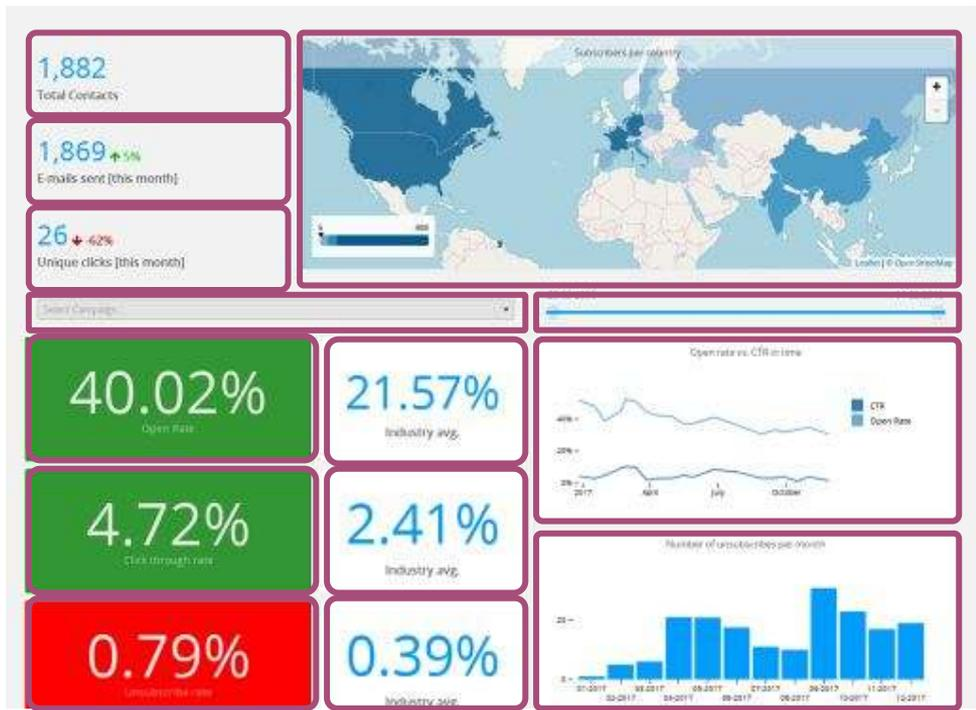 1,882
Total Contacts
1,869 5%
E-mails sent [this month]
26 -62%
Unique clicks [this month]
Subscribers per country
+
-
Leaflet | © OpenStreetMap
Select Campaign...
40.02%
Open Rate
21.57%
Industry avg.
4.72%
Click through rate
2.41%
Industry avg.
0.79%
Unsubscribe rate
0.39%
Industry avg.
Open rate vs. CTR in time
CTR
Open Rate
40%
20%
0%
2017 April July October
Number of unsubscribes per month
20
0
01-2017 03-2017 05-2017 07-2017 09-2017 11-2017
02-2017 04-2017 06-2017 08-2017 10-2017 12-2017